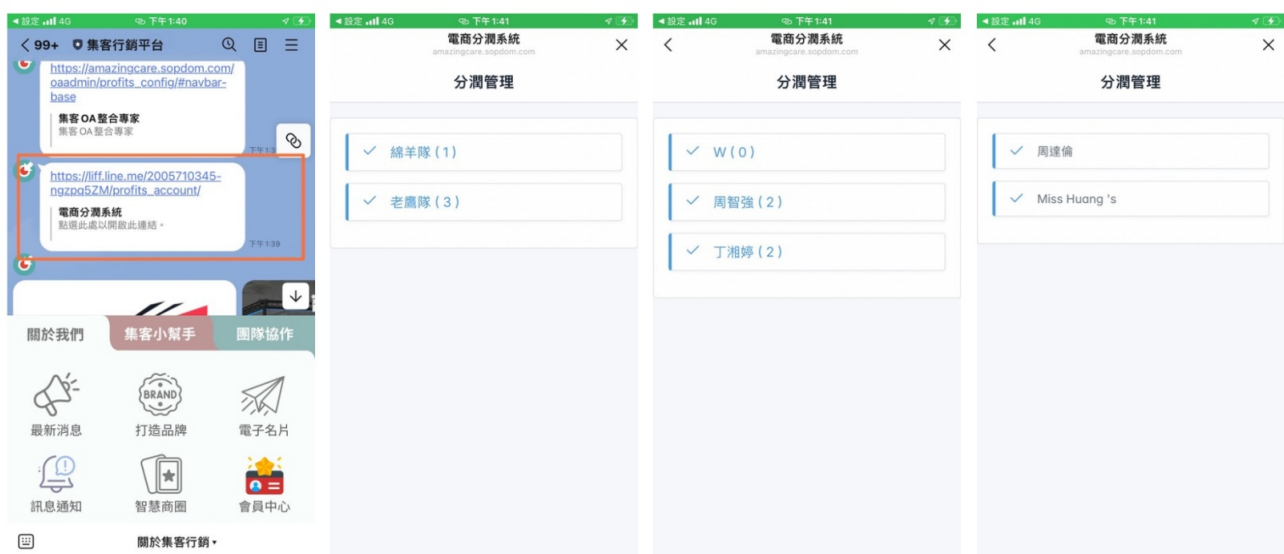 設定 4G 下午1:40
99+ 集客行銷平台
https://amazingcare.sopdom.com/
oaadmin/profits_config/#navbar-
base
集客OA整合專家
集客OA整合專家
https://liff.line.me/2005710345-
ngzpq5ZM/profits_account/
電商分潤系統
點選此處以開啟此連結。
下午1:39
關於我們 集客小幫手 團隊協作
BRAND
最新消息 打造品牌 電子名片
訊息通知 智慧商圈 會員中心
關於集客行銷▾
設定 4G 下午1:41
電商分潤系統
amazingcare.sopdom.com
分潤管理
綿羊隊 ( 1 )
老鷹隊 ( 3 )
設定 4G 下午1:41
電商分潤系統
amazingcare.sopdom.com
分潤管理
W ( 0 )
周智強 ( 2 )
丁湘婷 ( 2 )
設定 4G 下午1:41
電商分潤系統
amazingcare.sopdom.com
分潤管理
周達倫
Miss Huang 's